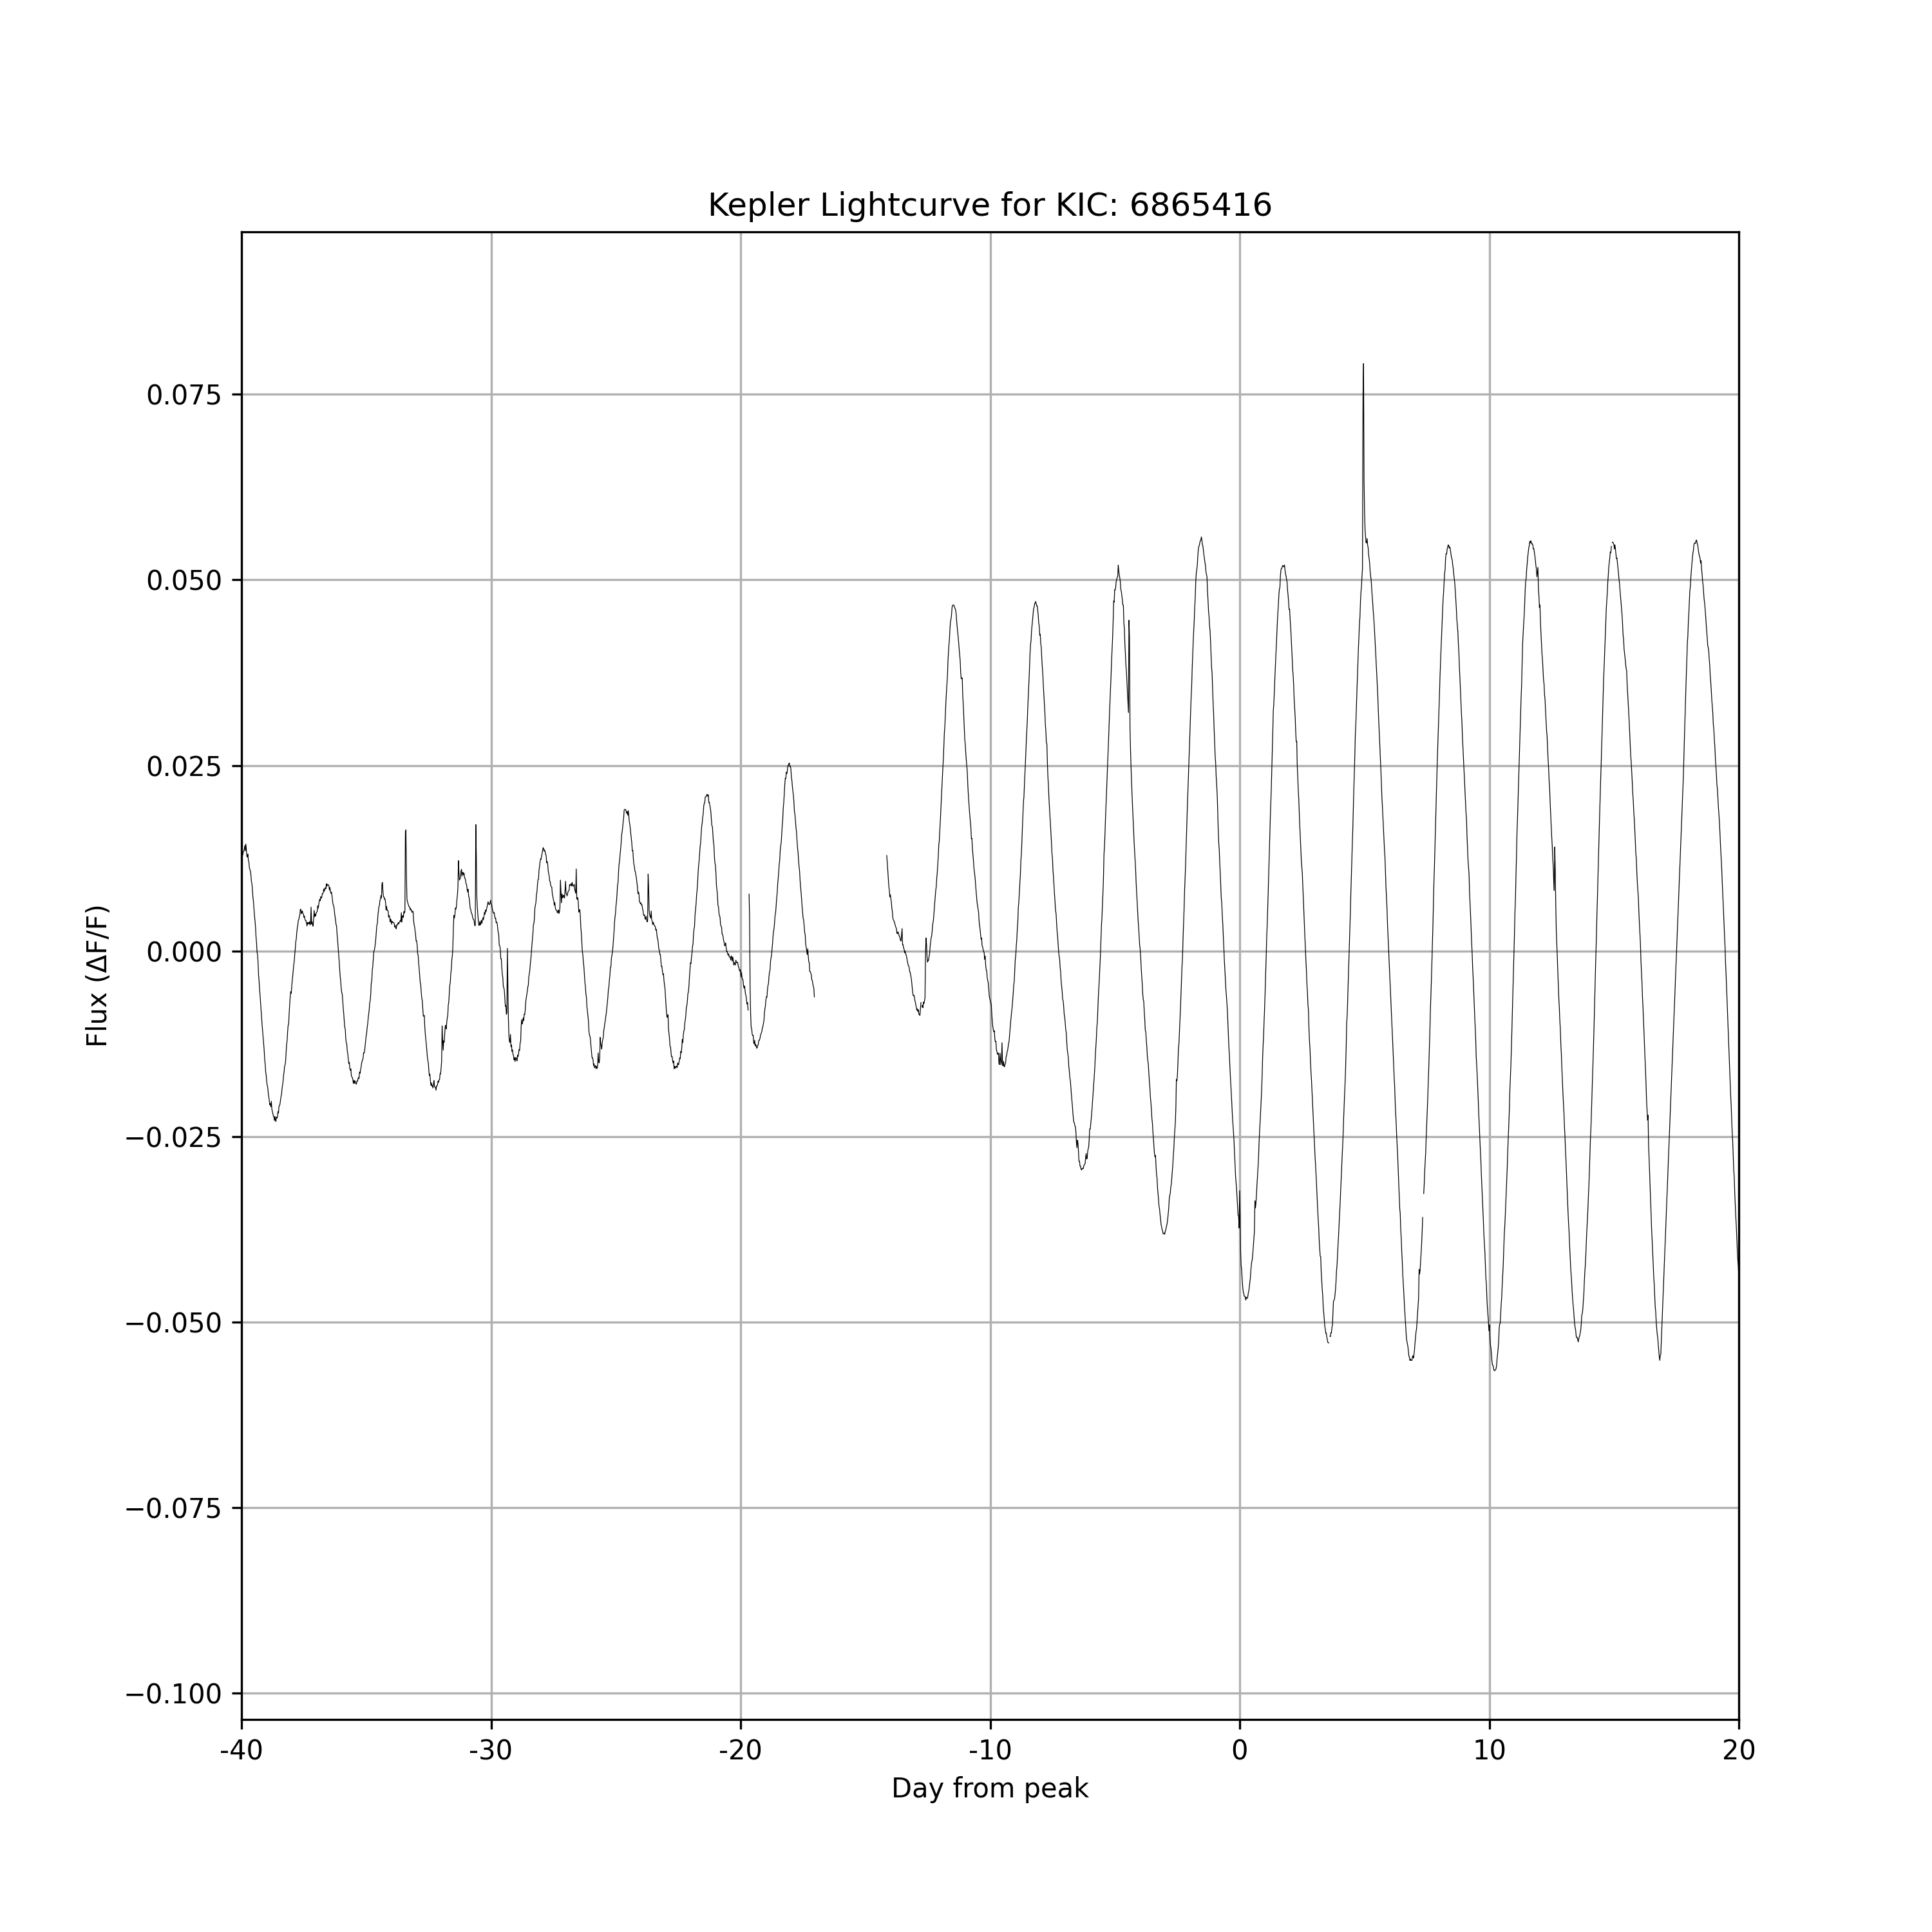 Kepler Lightcurve for KIC: 6865416
Flux (ΔF/F)
0.075
0.050
0.025
0.000
−0.025
−0.050
−0.075
−0.100
-40 -30 -20 -10 0 10 20
Day from peak